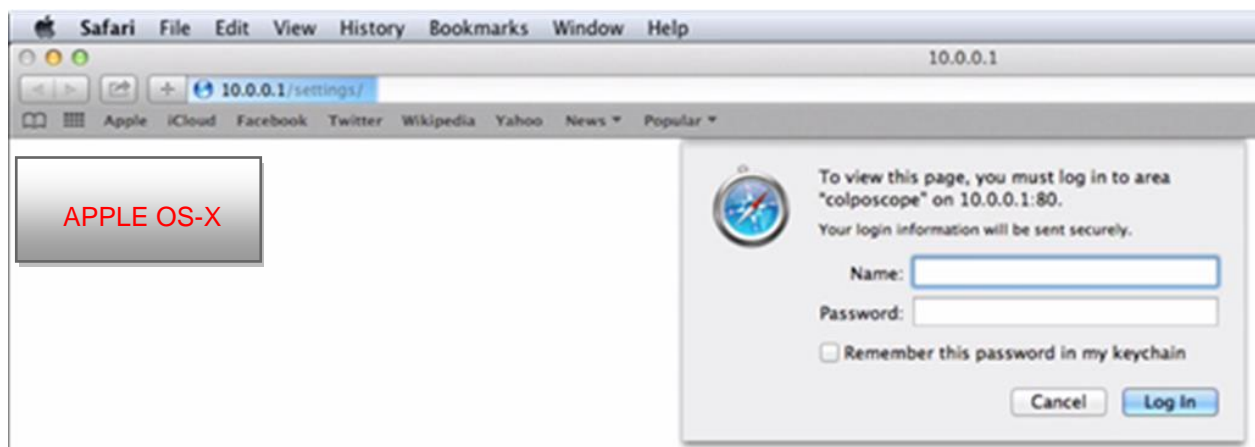 Safari File Edit View History Bookmarks Window Help
10.0.0.1
10.0.0.1/settings/
Apple iCloud Facebook Twitter Wikipedia Yahoo News Popular
APPLE OS-X
To view this page, you must log in to area
"colposcope" on 10.0.0.1:80.
Your login information will be sent securely.
Name:
Password:
Remember this password in my keychain
Cancel Log In